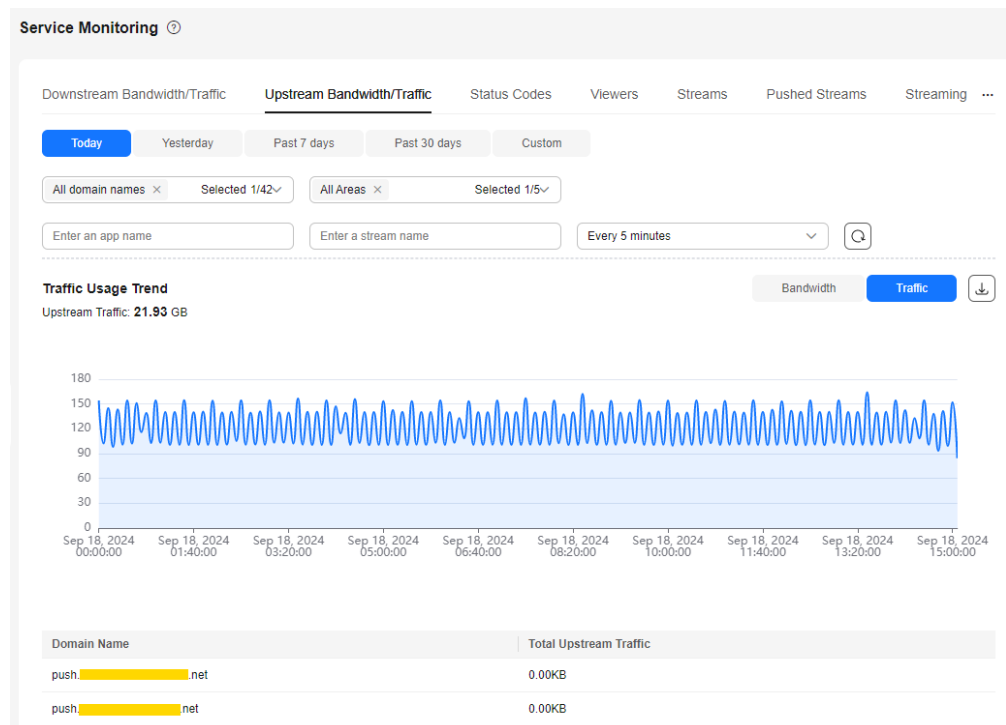 Service Monitoring ?
Downstream Bandwidth/Traffic Upstream Bandwidth/Traffic Status Codes Viewers Streams Pushed Streams Streaming ...
Today Yesterday Past 7 days Past 30 days Custom
All domain names × Selected 1/42 All Areas × Selected 1/5
Enter an app name Enter a stream name Every 5 minutes
Traffic Usage Trend Bandwidth Traffic
Upstream Traffic: 21.93 GB
180
150
120
90
60
30
0
Sep 18, 2024 Sep 18, 2024 Sep 18, 2024 Sep 18, 2024 Sep 18, 2024 Sep 18, 2024 Sep 18, 2024 Sep 18, 2024 Sep 18, 2024 Sep 18, 2024
00:00:00 01:40:00 03:20:00 05:00:00 06:40:00 08:20:00 10:00:00 11:40:00 13:20:00 15:00:00
Domain Name Total Upstream Traffic
push. .net 0.00KB
push. net 0.00KB